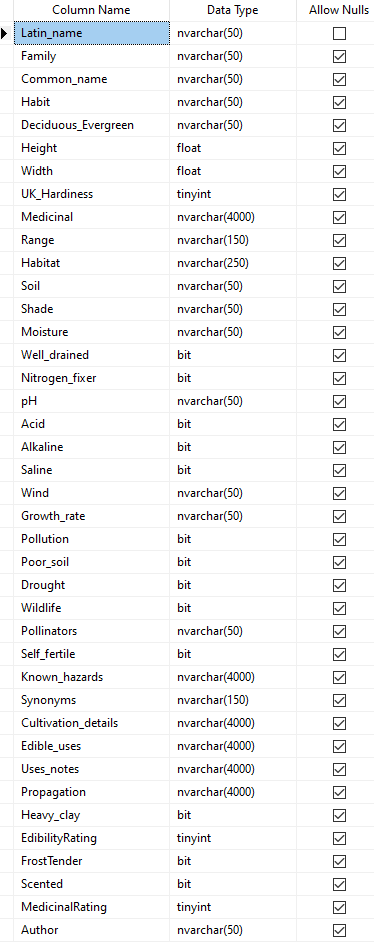 Column Name Data Type Allow Nulls
Latin_name nvarchar(50)
Family nvarchar(50)
Common_name nvarchar(50)
Habit nvarchar(50)
Deciduous_Evergreen nvarchar(50)
Height float
Width float
UK_Hardiness tinyint
Medicinal nvarchar(4000)
Range nvarchar(150)
Habitat nvarchar(250)
Soil nvarchar(50)
Shade nvarchar(50)
Moisture nvarchar(50)
Well_drained bit
Nitrogen_fixer bit
pH nvarchar(50)
Acid bit
Alkaline bit
Saline bit
Wind nvarchar(50)
Growth_rate nvarchar(50)
Pollution bit
Poor_soil bit
Drought bit
Wildlife bit
Pollinators nvarchar(50)
Self_fertile bit
Known_hazards nvarchar(4000)
Synonyms nvarchar(150)
Cultivation_details nvarchar(4000)
Edible_uses nvarchar(4000)
Uses_notes nvarchar(4000)
Propagation nvarchar(4000)
Heavy_clay bit
EdibilityRating tinyint
FrostTender bit
Scented bit
MedicinalRating tinyint
Author nvarchar(50)